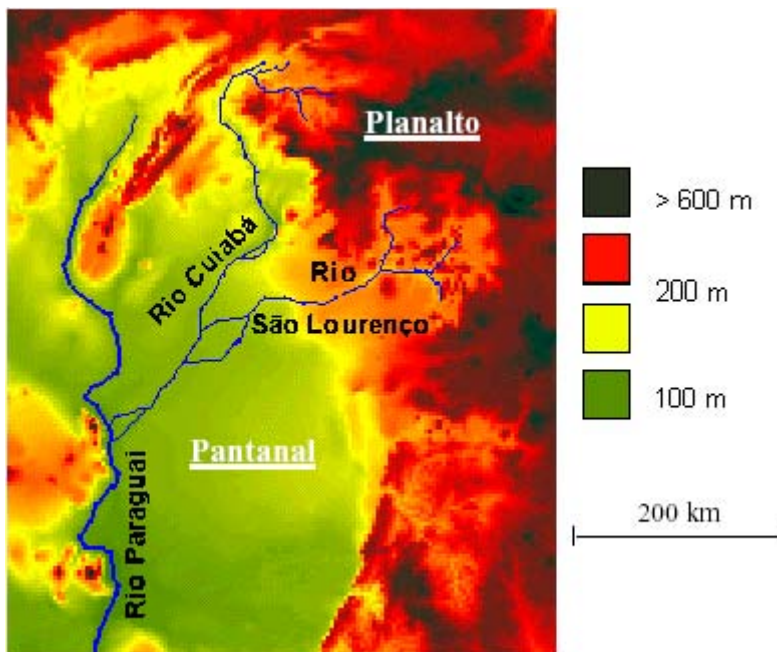 Planalto
Rio Cuiabá
Rio
São Lourenço
Pantanal
Rio Paraguai
> 600 m
200 m
100 m
200 km